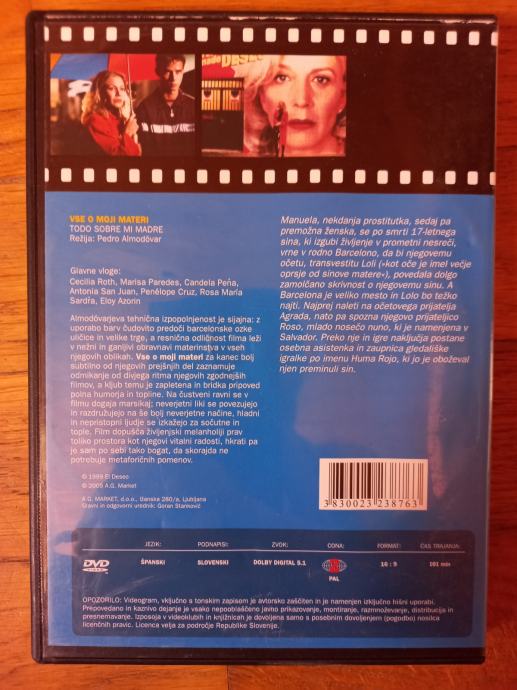 VSE O MOJI MATERI
TODO SOBRE MI MADRE
Režija: Pedro Almodóvar
Glavne vloge:
Cecilia Roth, Marisa Paredes, Candela Peña,
Antonia San Juan, Penélope Cruz, Rosa María
Sardŕa, Eloy Azorin
Almodóvarjeva tehnična izpopolnjenost je sijajna: z
uporabo barv čudovito predoči barcelonske ozke
uličice in velike trge, a resnična odličnost filma leži
v nežni in ganljivi obravnavi materinstva v vseh
njegovih oblikah. Vse o moji materi za kanec bolj
subtilno od njegovih prejšnjih del zaznamuje
odmikanje od divjega ritma njegovih zgodnejših
filmov, a kljub temu je zapletena in bridka pripoved
polna humorja in topline. Na čustveni ravni se v
filmu dogaja marsikaj; neverjetni liki se povezujejo
in razdružujejo na še bolj neverjetne načine, hladni
in nepristopni ljudje se izkažejo za sočutne in
tople. Film dopušča življenjski melanholiji prav
toliko prostora kot njegovi vitalni radosti, hkrati pa
je sam po sebi tako bogat, da skorajda ne
potrebuje metaforičnih pomenov.
© 1999 El Deseo
© 2005 A.G. Market
A.G. MARKET, d.o.o., Danska 280/a, Ljubljana
Glavni in odgovorni urednik: Goran Stanković
Manuela, nekdanja prostitutka, sedaj pa
premožna ženska, se po smrti 17-letnega
sina, ki izgubi življenje v prometni nesreči,
vrne v rodno Barcelono, da bi njegovemu
očetu, transvestitu Loli («kot oče je imel večje
oprsje od sinove matere»), povedala dolgo
zamolčano skrivnost o njegovemu sinu. A
Barcelona je veliko mesto in Lolo bo težko
najti. Najprej naleti na očetovega prijatelja
Agrada, nato pa spozna njegovo prijateljico
Roso, mlado nosečo nuno, ki je namenjena v
Salvador. Preko nje in igre naključja postane
osebna asistentka in zaupnica gledališke
igralke po imenu Huma Rojo, ki jo je oboževal
njen preminuli sin.
3 830023 238763
JEZIK: PODNAPISI: ZVOK: CONA: FORMAT: ČAS TRAJANJA:
DVD ŠPANSKI SLOVENSKI DOLBY DIGITAL 5.1 PAL 16 : 9 101 min
OPOZORILO: Videogram, vključno s tonskim zapisom je avtorsko zaščiten in je namenjen izključno hišni uporabi.
Prepovedano in kaznivo dejanje je vsako nepooblaščeno javno prikazovanje, montiranje, razmnoževanje, distribucija in
presnemavanje. Izposoja v videoklubih in knjižnicah je dovoljena samo s posebnim dovoljenjem (pogodbo) nosilca
licenčnih pravic. Licenca velja za področje Republike Slovenije.